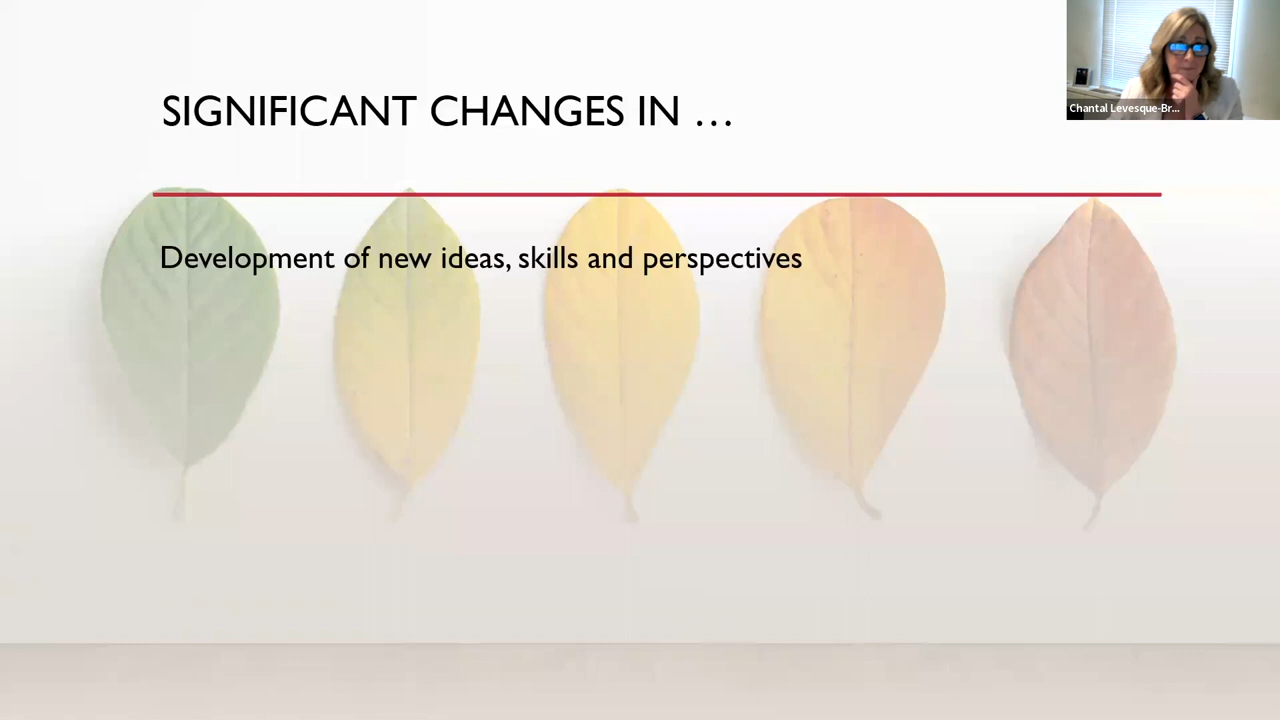 SIGNIFICANT CHANGES IN …
Chantal Levesque-Br...
Development of new ideas, skills and perspectives